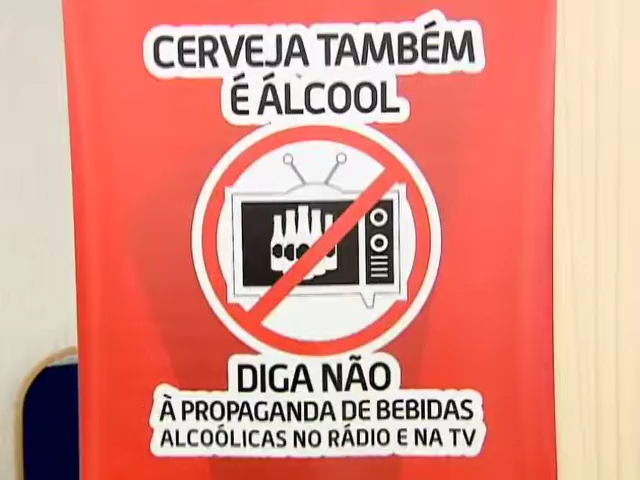 CERVEJA TAMBÉM
É ÁLCOOL
DIGA NÃO
À PROPAGANDA DE BEBIDAS
ALCOÓLICAS NO RÁDIO E NA TV